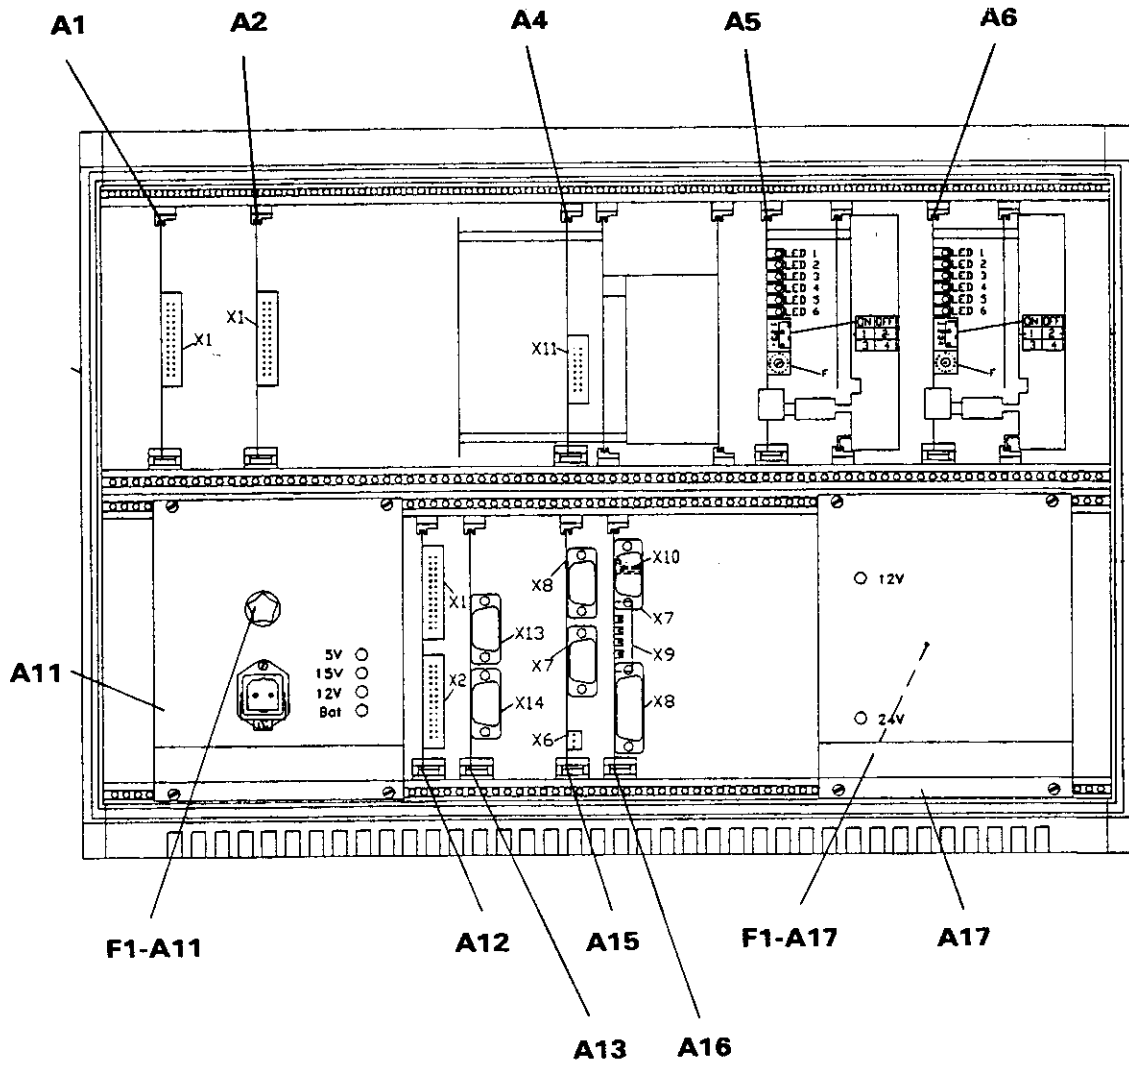 A1 A2 A4 A5 A6
LED 1 LED 1
LED 2 LED 2
LED 3 LED 3
LED 4 LED 4
LED 5 LED 5
LED 6 LED 6
X1 X1 X11
ON OFF ON OFF
1 2 1 2
3 4 3 4
F F
X8 X10
12V
X1 X7
X13
5V X7 X9
A11 15V X2
12V X14 X8
Bat
X6 24V
F1-A11 A12 A15 F1-A17 A17
A13 A16